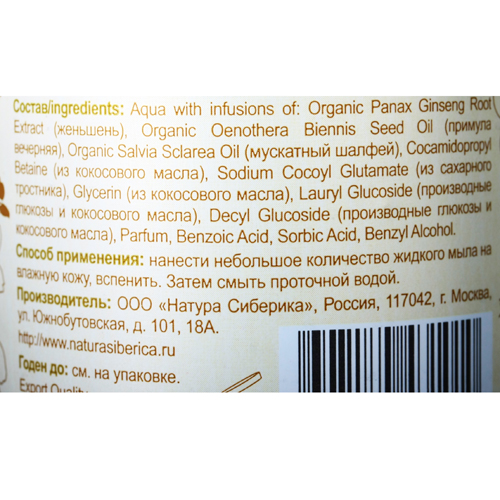 Состав/ingredients: Aqua with infusions of: Organic Panax Ginseng Root
Extract (женьшень), Organic Oenothera Biennis Seed Oil (примула
вечерняя), Organic Salvia Sclarea Oil (мускатный шалфей), Cocamidopropyl
Betaine (из кокосового масла), Sodium Cocoyl Glutamate (из сахарного
тростника), Glycerin (из кокосового масла), Lauryl Glucoside (производные
глюкозы и кокосового масла), Decyl Glucoside (производные глюкозы и
кокосового масла), Parfum, Benzoic Acid, Sorbic Acid, Benzyl Alcohol.
Способ применения: нанести небольшое количество жидкого мыла на
влажную кожу, вспенить. Затем смыть проточной водой.
Производитель: ООО «Натура Сиберика», Россия, 117042, г. Москва,
ул. Южнобутовская, д. 101, 18А.
http://www.naturasiberica.ru
Годен до: см. на упаковке.
Export Quality